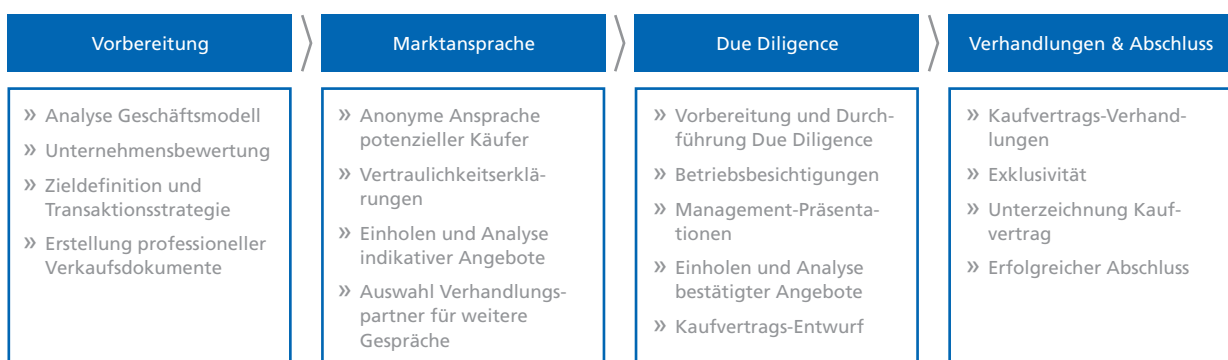 Vorbereitung
» Analyse Geschäftsmodell
» Unternehmensbewertung
» Zieldefinition und
Transaktionsstrategie
» Erstellung professioneller
Verkaufsdokumente
Marktansprache
» Anonyme Ansprache
potenzieller Käufer
» Vertraulichkeitserklä-
rungen
» Einholen und Analyse
indikativer Angebote
» Auswahl Verhandlungs-
partner für weitere
Gespräche
Due Diligence
» Vorbereitung und Durch-
führung Due Diligence
» Betriebsbesichtigungen
» Management-Präsenta-
tionen
» Einholen und Analyse
bestätigter Angebote
» Kaufvertrags-Entwurf
Verhandlungen & Abschluss
» Kaufvertrags-Verhand-
lungen
» Exklusivität
» Unterzeichnung Kauf-
vertrag
» Erfolgreicher Abschluss